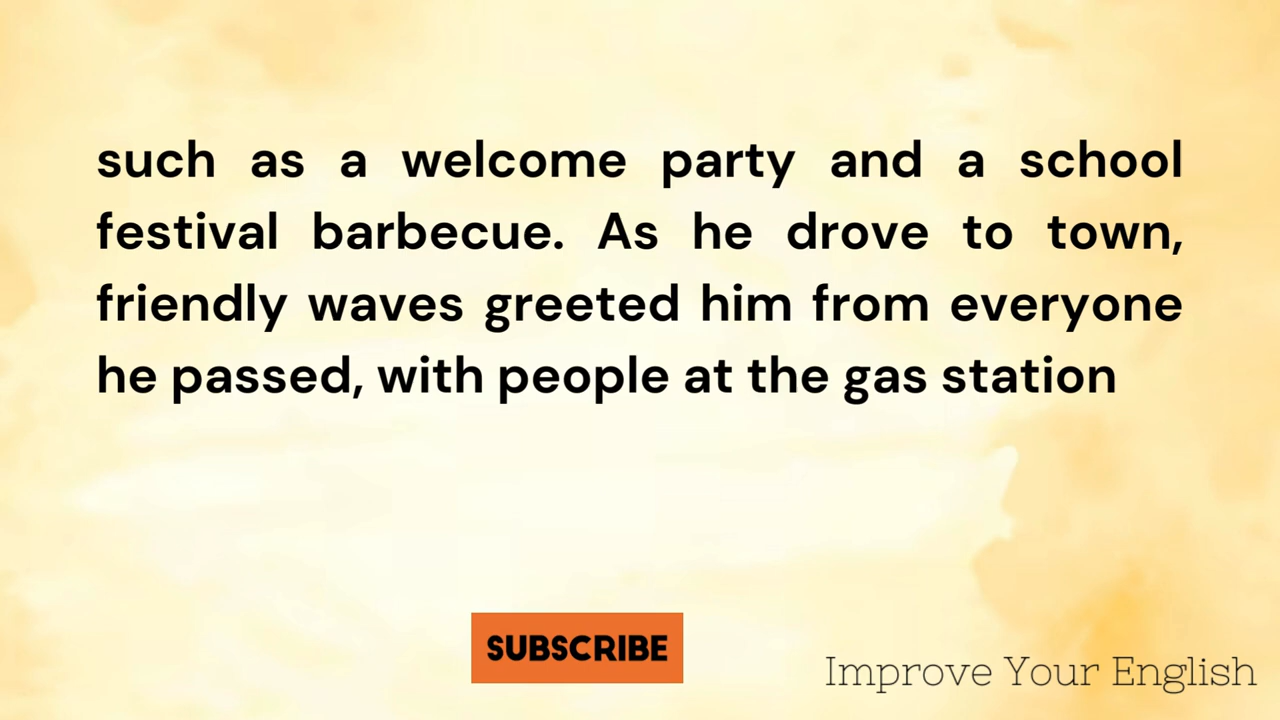 such as a welcome party and a school
festival barbecue. As he drove to town,
friendly waves greeted him from everyone
he passed, with people at the gas station
SUBSCRIBE
Improve Your English